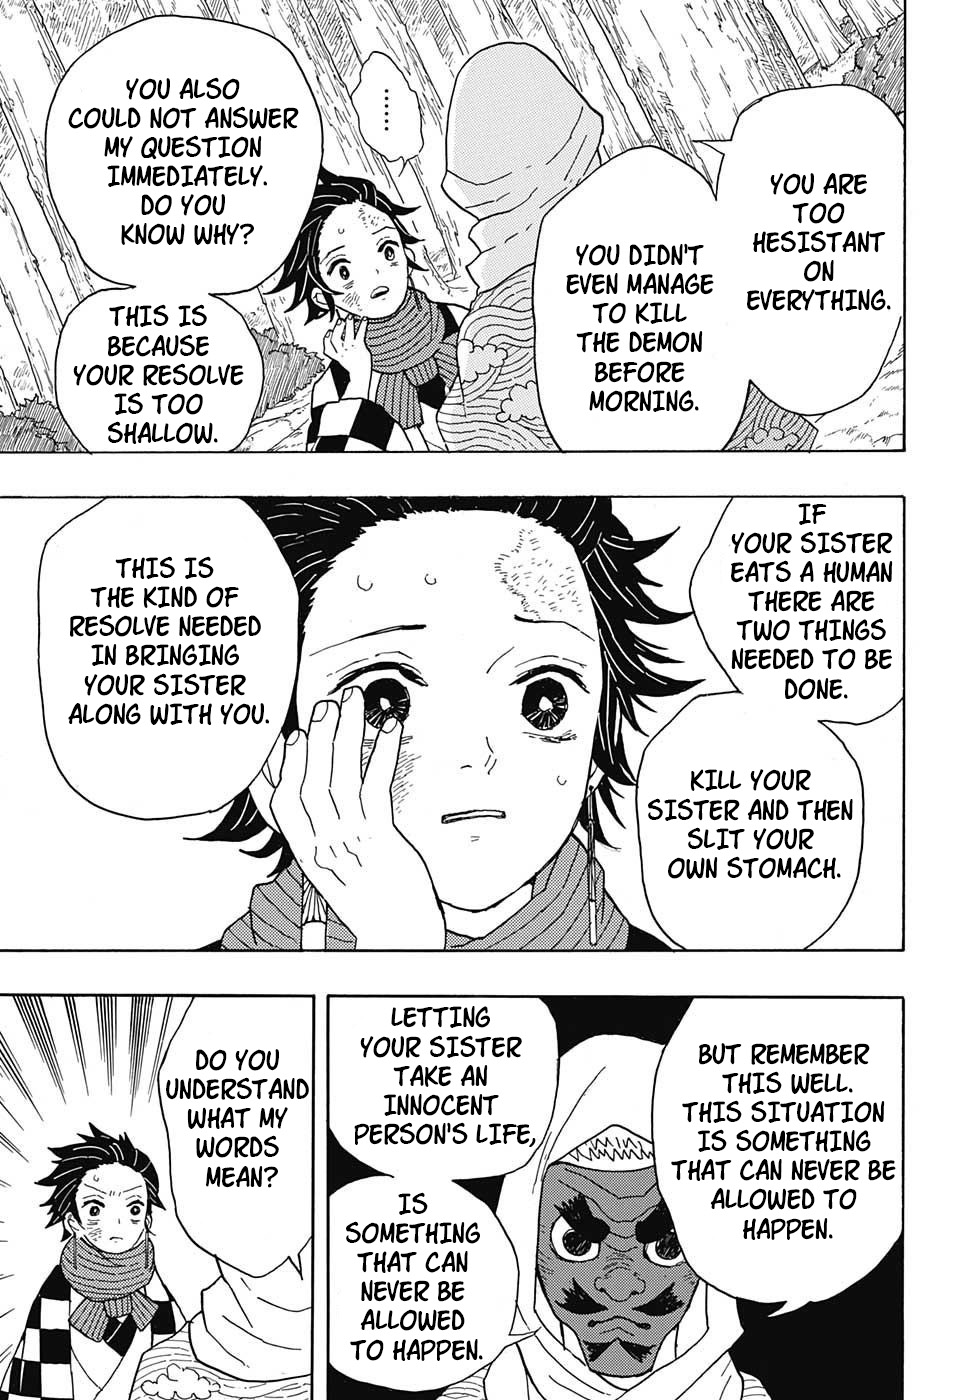 YOU ARE
TOO
HESISTANT
ON
EVERYTHING.
YOU DIDN'T
EVEN MANAGE
TO KILL
THE DEMON
BEFORE
MORNING.
......
YOU ALSO
COULD NOT ANSWER
MY QUESTION
IMMEDIATELY.
DO YOU
KNOW WHY?
THIS IS
BECAUSE
YOUR RESOLVE
IS TOO
SHALLOW.
IF
YOUR SISTER
EATS A HUMAN
THERE ARE
TWO THINGS
NEEDED TO BE
DONE.
KILL YOUR
SISTER AND THEN
SLIT YOUR
OWN STOMACH.
THIS IS
THE KIND OF
RESOLVE NEEDED
IN BRINGING
YOUR SISTER
ALONG WITH YOU.
BUT REMEMBER
THIS WELL.
THIS SITUATION
IS SOMETHING
THAT CAN NEVER BE
ALLOWED TO
HAPPEN.
LETTING
YOUR SISTER
TAKE AN
INNOCENT
PERSON'S LIFE,
IS
SOMETHING
THAT CAN
NEVER BE
ALLOWED
TO HAPPEN.
DO YOU
UNDERSTAND
WHAT MY
WORDS
MEAN?